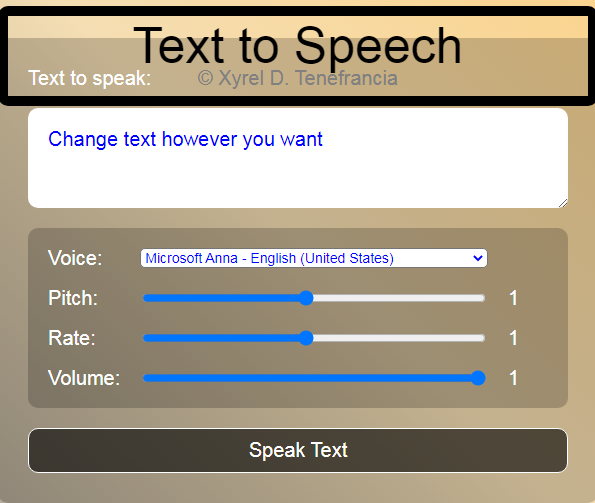 Text to Speech
Text to speak:
© Xyrel D. Tenefrancia
Change text however you want
Voice: Microsoft Anna - English (United States)
Pitch: 1
Rate: 1
Volume: 1
Speak Text